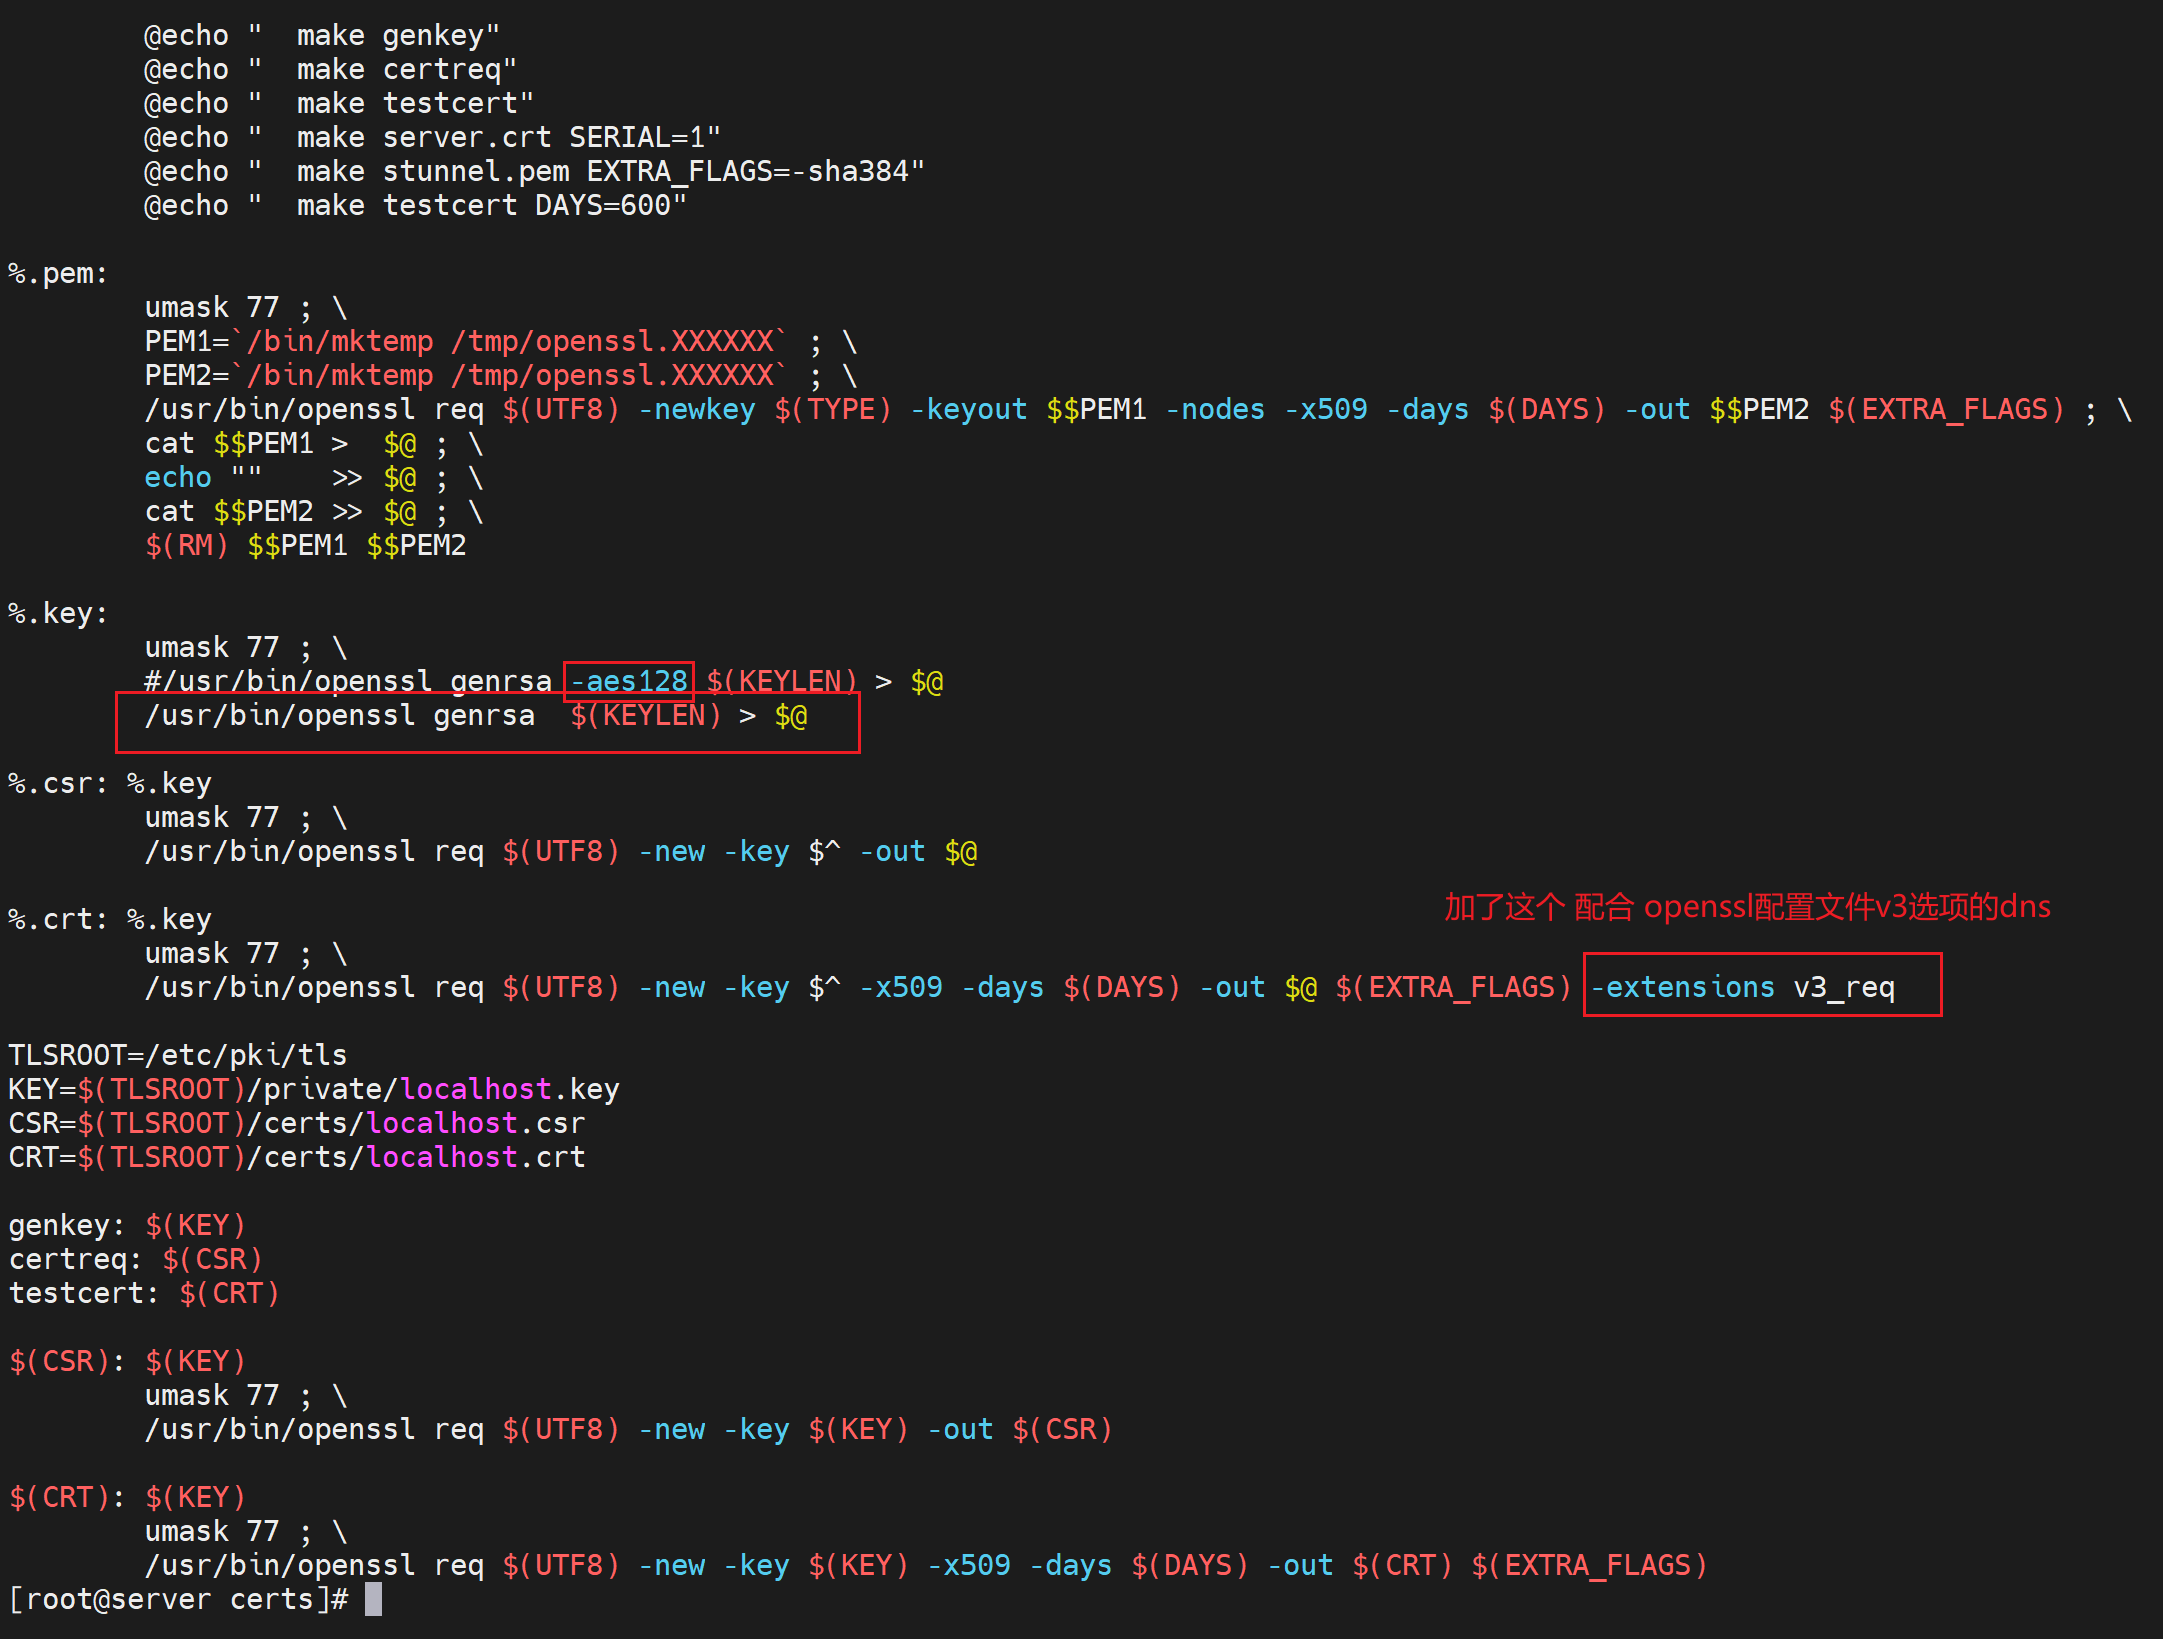 @echo "  make genkey"
@echo "  make certreq"
@echo "  make testcert"
@echo "  make server.crt SERIAL=1"
@echo "  make stunnel.pem EXTRA_FLAGS=-sha384"
@echo "  make testcert DAYS=600"
%.pem:
umask 77 ; \
PEM1=`/bin/mktemp /tmp/openssl.XXXXXX` ; \
PEM2=`/bin/mktemp /tmp/openssl.XXXXXX` ; \
/usr/bin/openssl req $(UTF8) -newkey $(TYPE) -keyout $$PEM1 -nodes -x509 -days $(DAYS) -out $$PEM2 $(EXTRA_FLAGS) ; \
cat $$PEM1 >  $@ ; \
echo ""    >> $@ ; \
cat $$PEM2 >> $@ ; \
$(RM) $$PEM1 $$PEM2
%.key:
umask 77 ; \
#/usr/bin/openssl genrsa -aes128 $(KEYLEN) > $@
/usr/bin/openssl genrsa  $(KEYLEN) > $@
%.csr: %.key
umask 77 ; \
/usr/bin/openssl req $(UTF8) -new -key $^ -out $@
加了这个 配合 openssl配置文件v3选项的dns
%.crt: %.key
umask 77 ; \
/usr/bin/openssl req $(UTF8) -new -key $^ -x509 -days $(DAYS) -out $@ $(EXTRA_FLAGS) -extensions v3_req
TLSROOT=/etc/pki/tls
KEY=$(TLSROOT)/private/localhost.key
CSR=$(TLSROOT)/certs/localhost.csr
CRT=$(TLSROOT)/certs/localhost.crt
genkey: $(KEY)
certreq: $(CSR)
testcert: $(CRT)
$(CSR): $(KEY)
umask 77 ; \
/usr/bin/openssl req $(UTF8) -new -key $(KEY) -out $(CSR)
$(CRT): $(KEY)
umask 77 ; \
/usr/bin/openssl req $(UTF8) -new -key $(KEY) -x509 -days $(DAYS) -out $(CRT) $(EXTRA_FLAGS)
[root@server certs]#